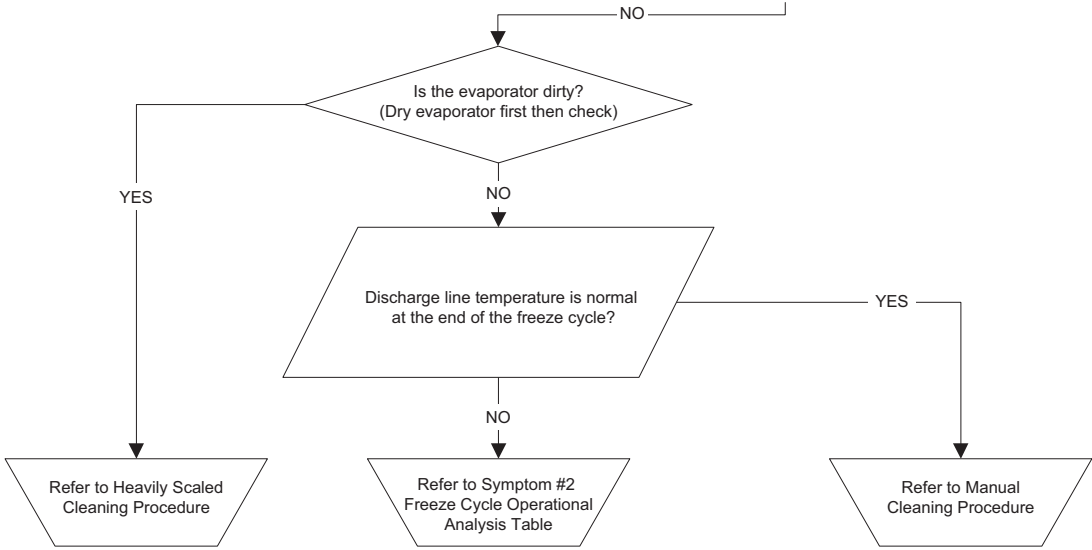 NO
Is the evaporator dirty?
(Dry evaporator first then check)
YES
NO
Discharge line temperature is normal
at the end of the freeze cycle?
YES
NO
Refer to Heavily Scaled
Cleaning Procedure
Refer to Symptom #2
Freeze Cycle Operational
Analysis Table
Refer to Manual
Cleaning Procedure